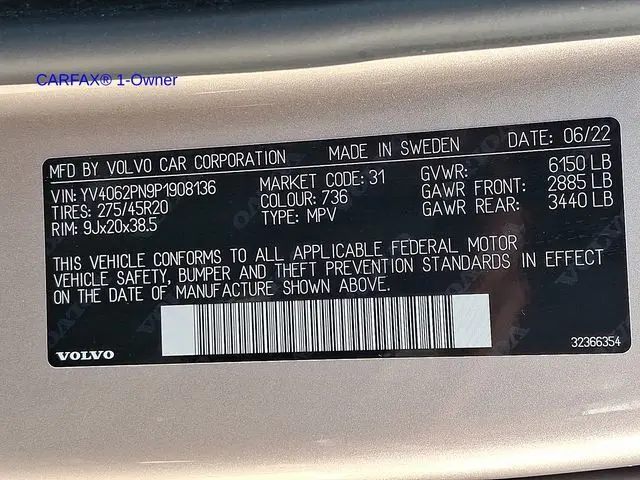 CARFAX® 1-Owner
MFD BY VOLVO CAR CORPORATION MADE IN SWEDEN DATE: 06/22
VIN: YV4062PN9P1908136 MARKET CODE: 31 GVWR: 6150 LB
TIRES: 275/45R20 COLOUR: 736 GAWR FRONT: 2885 LB
RIM: 9Jx20x38.5 TYPE: MPV GAWR REAR: 3440 LB
THIS VEHICLE CONFORMS TO ALL APPLICABLE FEDERAL MOTOR
VEHICLE SAFETY, BUMPER AND THEFT PREVENTION STANDARDS IN EFFECT
ON THE DATE OF MANUFACTURE SHOWN ABOVE.
VOLVO 32366354